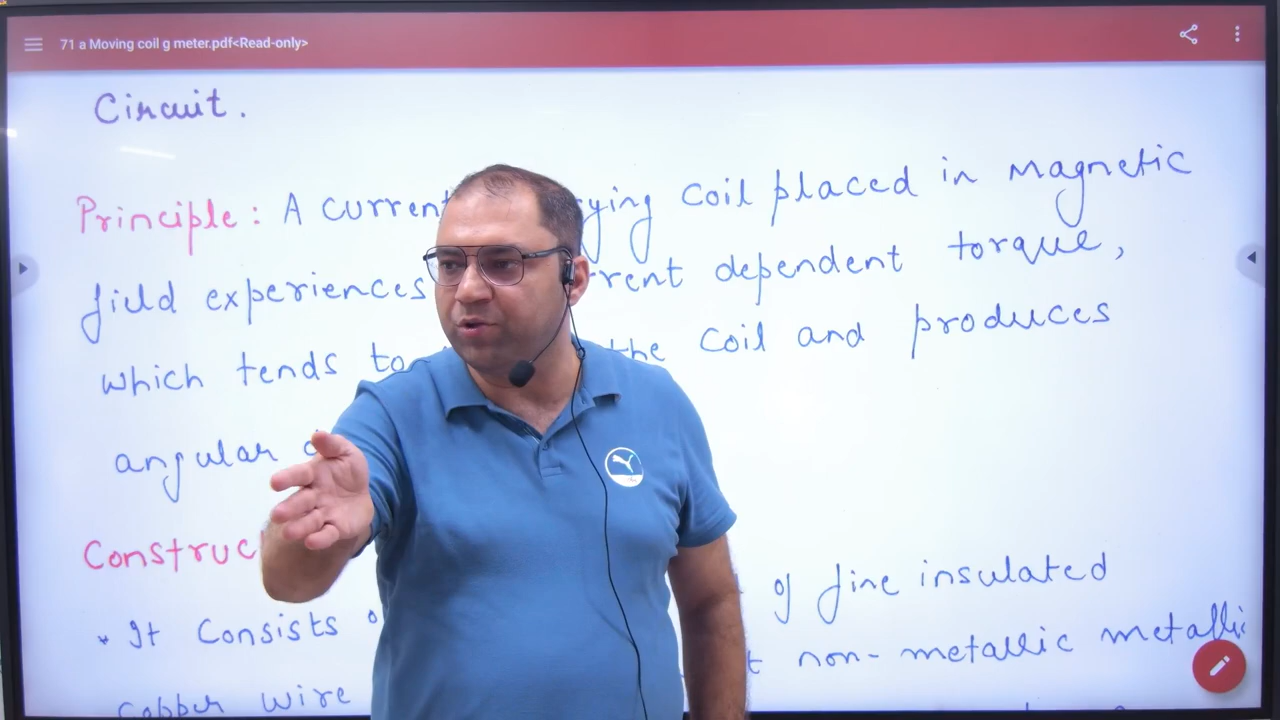 71 a Moving coil g meter.pdf<Read-only>
Circuit.
Principle: A current ying coil placed in magnetic
field experiences rrent dependent torque,
which tends to the coil and produces
angular
Construc
* It Consists of fine insulated
copper wire non-metallic metallic